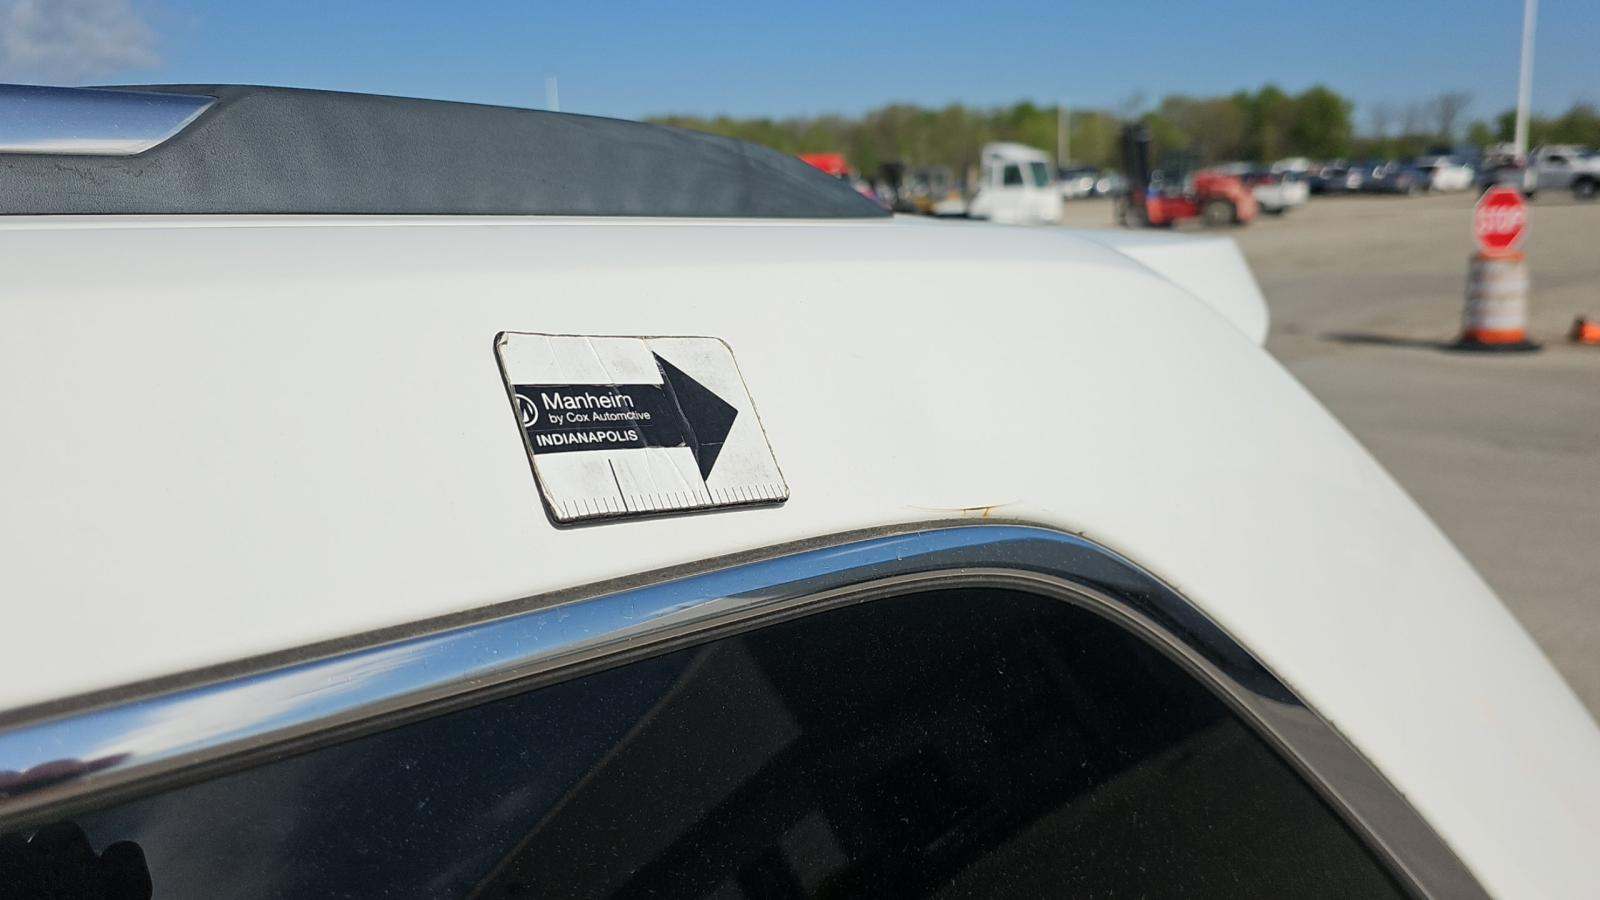 STOP
Manheim
by Cox Automotive
INDIANAPOLIS